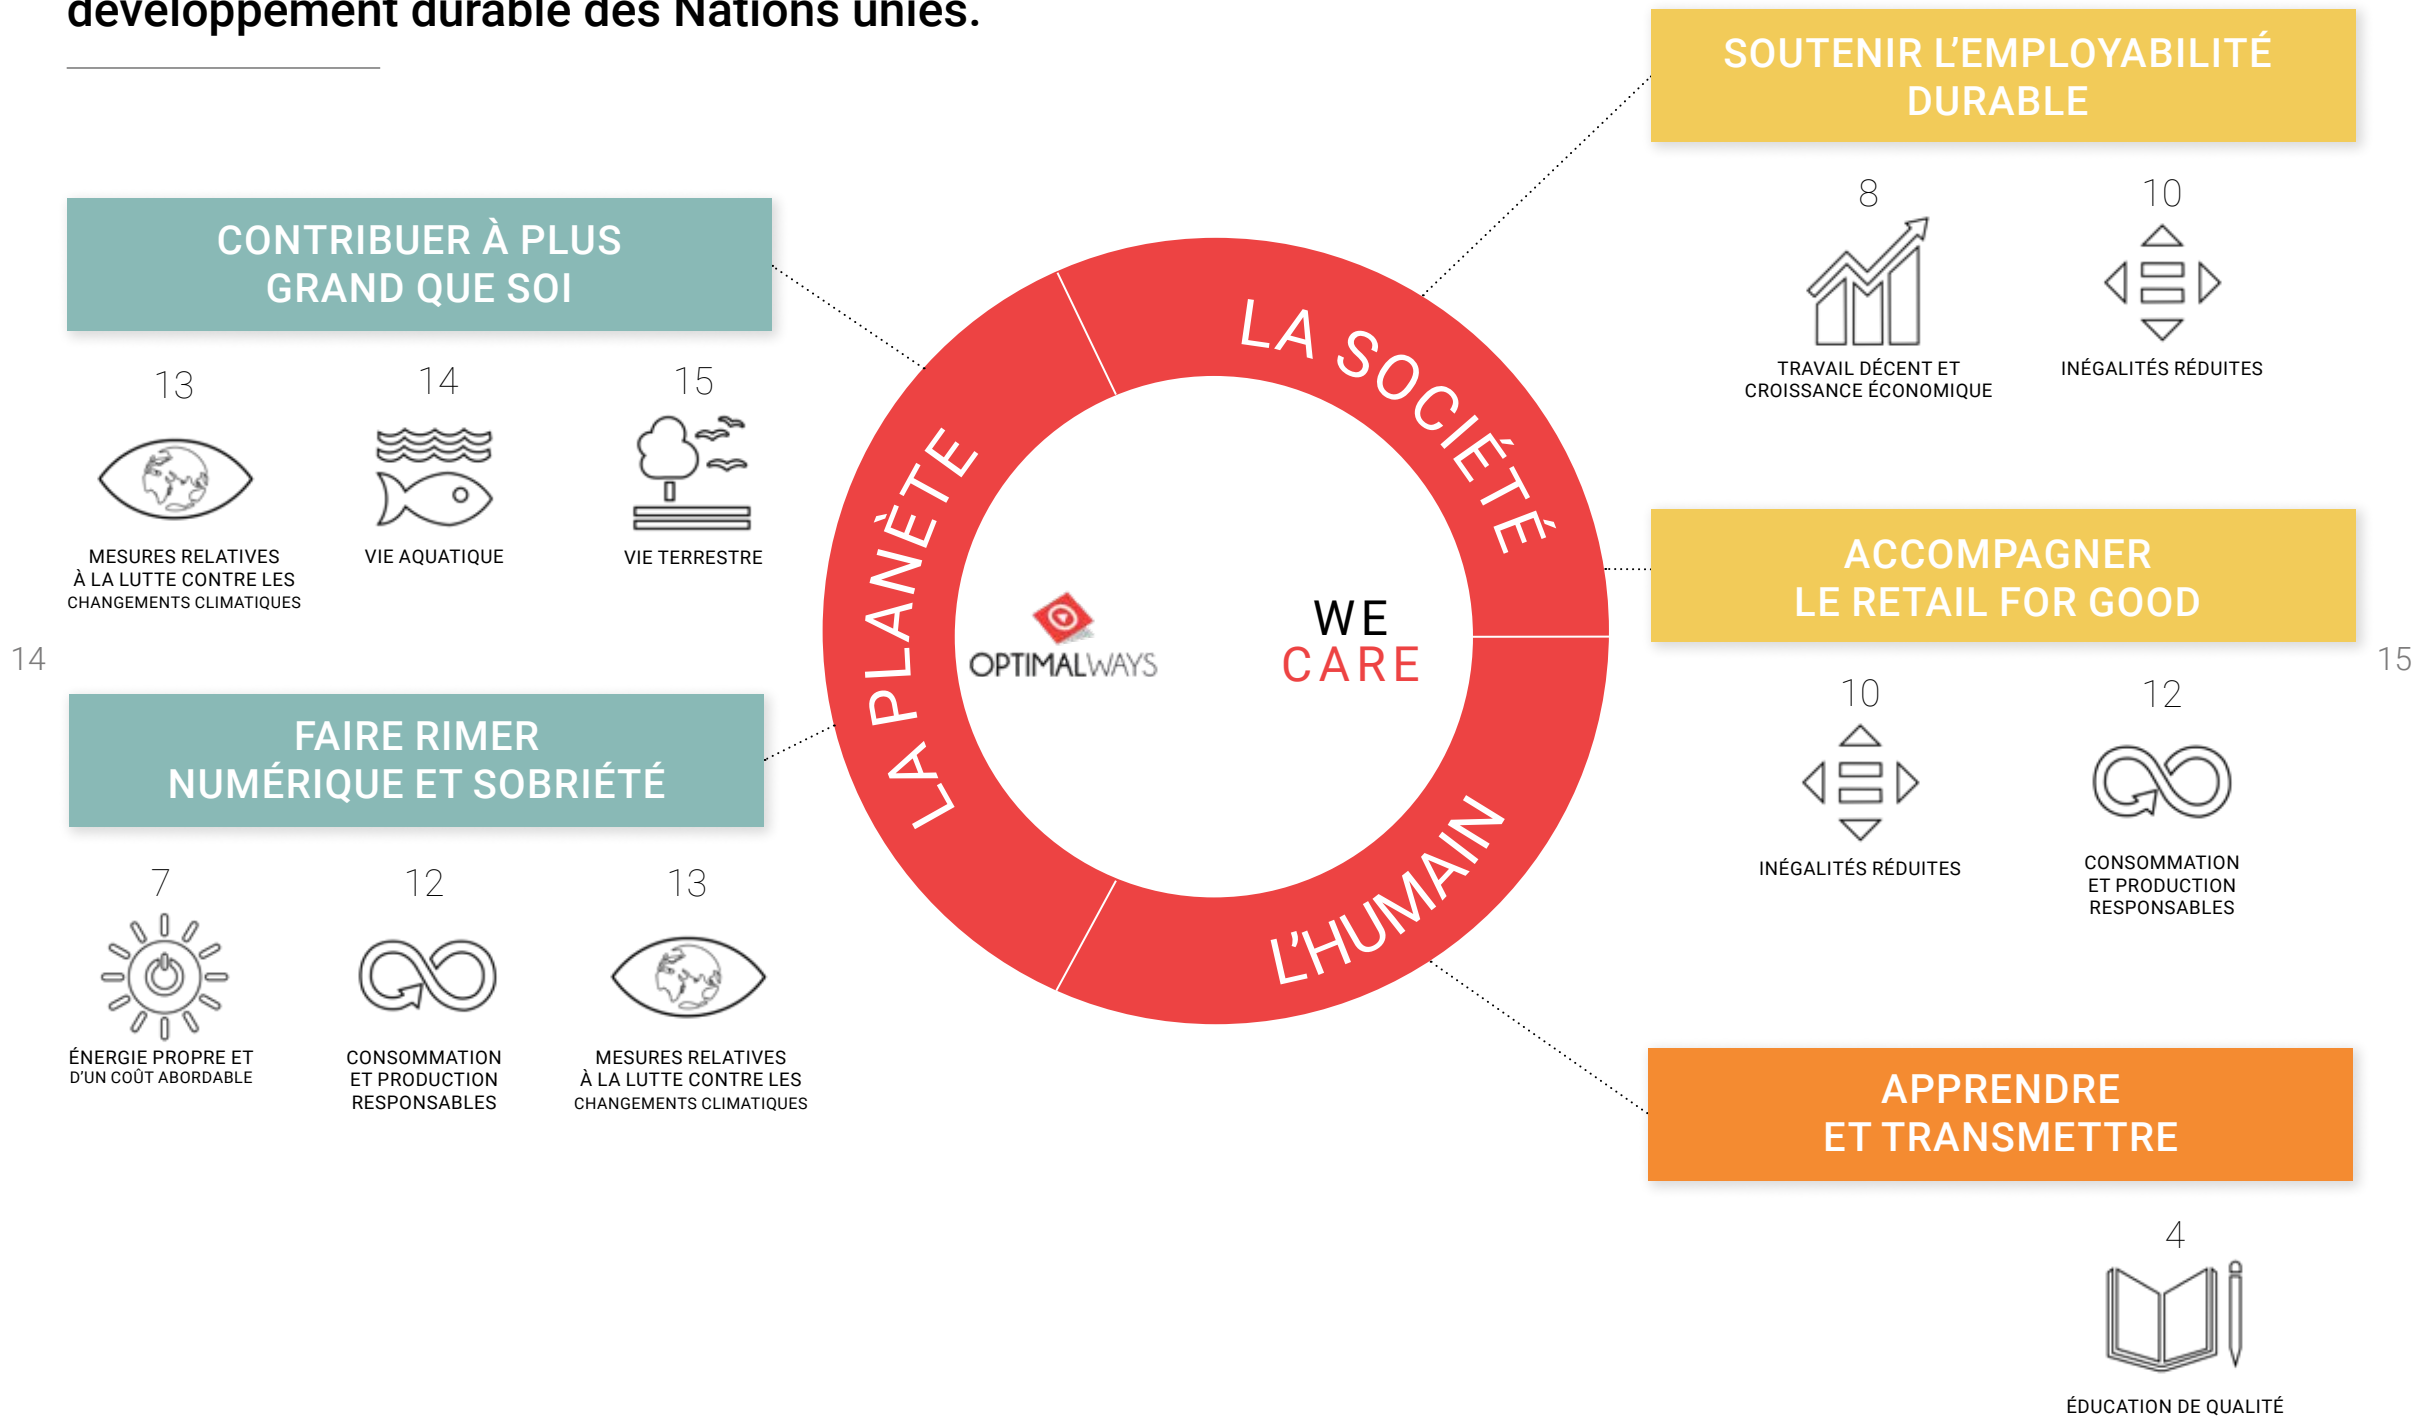 développement durable des Nations unies.
CONTRIBUER À PLUS
GRAND QUE SOI
13
MESURES RELATIVES
À LA LUTTE CONTRE LES
CHANGEMENTS CLIMATIQUES
14
VIE AQUATIQUE
15
VIE TERRESTRE
14
FAIRE RIMER
NUMÉRIQUE ET SOBRIÉTÉ
7
ÉNERGIE PROPRE ET
D'UN COÛT ABORDABLE
12
CONSOMMATION
ET PRODUCTION
RESPONSABLES
13
MESURES RELATIVES
À LA LUTTE CONTRE LES
CHANGEMENTS CLIMATIQUES
LA PLANÈTE
LA SOCIÉTÉ
L'HUMAIN
OPTIMALWAYS
WE
CARE
SOUTENIR L'EMPLOYABILITÉ
DURABLE
8
TRAVAIL DÉCENT ET
CROISSANCE ÉCONOMIQUE
10
INÉGALITÉS RÉDUITES
ACCOMPAGNER
LE RETAIL FOR GOOD
15
10
INÉGALITÉS RÉDUITES
12
CONSOMMATION
ET PRODUCTION
RESPONSABLES
APPRENDRE
ET TRANSMETTRE
4
ÉDUCATION DE QUALITÉ